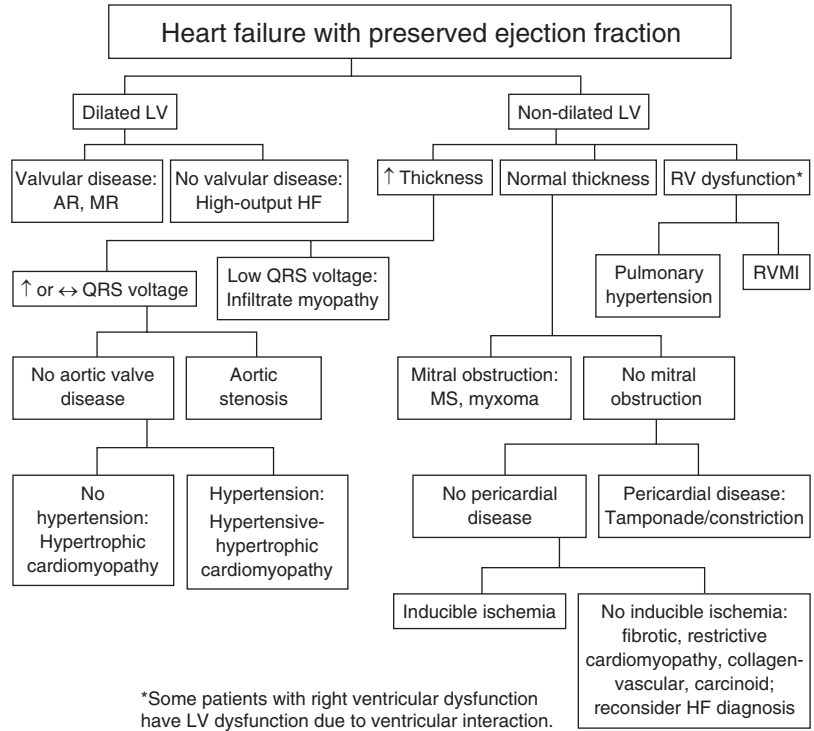 Heart failure with preserved ejection fraction
Dilated LV
Non-dilated LV
Valvular disease:
AR, MR
No valvular disease:
High-output HF
↑ Thickness
Normal thickness
RV dysfunction*
↑ or ↔ QRS voltage
Low QRS voltage:
Infiltrate myopathy
Pulmonary
hypertension
RVMI
No aortic valve
disease
Aortic
stenosis
Mitral obstruction:
MS, myxoma
No mitral
obstruction
No
hypertension:
Hypertrophic
cardiomyopathy
Hypertension:
Hypertensive-
hypertrophic
cardiomyopathy
No pericardial
disease
Pericardial disease:
Tamponade/constriction
Inducible ischemia
No inducible ischemia:
fibrotic, restrictive
cardiomyopathy, collagen-
vascular, carcinoid;
reconsider HF diagnosis
*Some patients with right ventricular dysfunction
have LV dysfunction due to ventricular interaction.